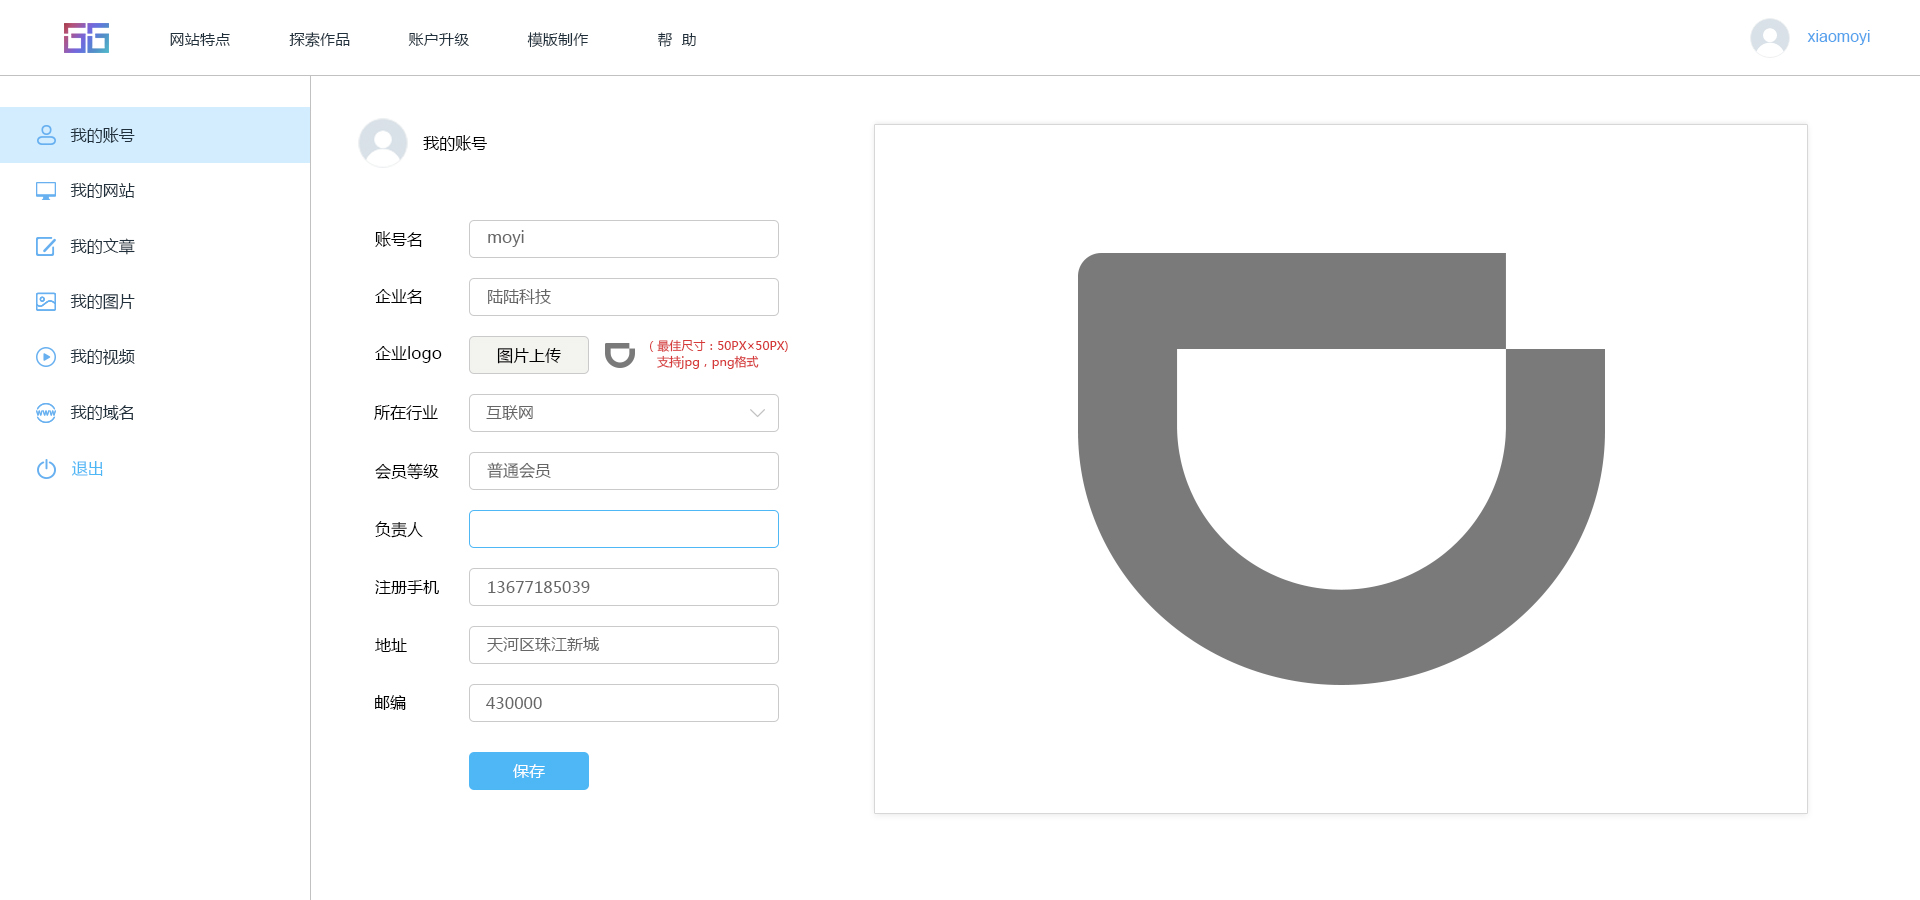 网站特点 探索作品 账户升级 模版制作 帮 助 xiaomoyi
我的账号
我的网站
我的文章
我的图片
我的视频
我的域名
退出
我的账号
账号名 moyi
企业名 陆陆科技
企业logo 图片上传 （最佳尺寸：50PX×50PX)
支持jpg，png格式
所在行业 互联网
会员等级 普通会员
负责人
注册手机 13677185039
地址 天河区珠江新城
邮编 430000
保存